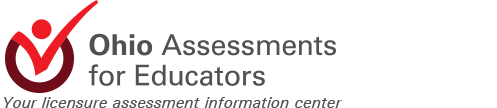 Ohio Assessments
for Educators
Your licensure assessment information center